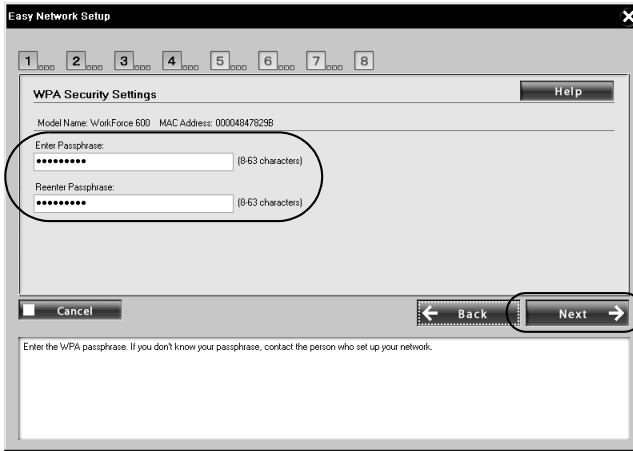 Easy Network Setup
1 2 3 4 5 6 7 8
WPA Security Settings
Help
Model Name: WorkForce 600 MAC Address: 00004847829B
Enter Passphrase:
••••••••• (8-63 characters)
Reenter Passphrase:
••••••••• (8-63 characters)
Cancel
Back
Next
Enter the WPA passphrase. If you don't know your passphrase, contact the person who set up your network.